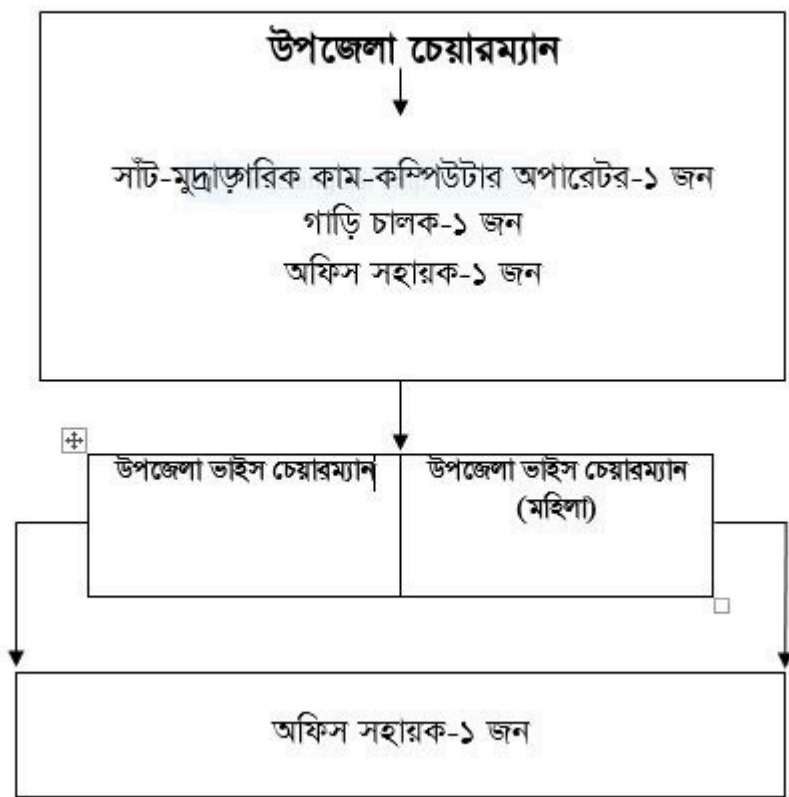 উপজেলা চেয়ারম্যান
সাঁট-মুদ্রাক্ষরিক কাম-কম্পিউটার অপারেটর-১ জন
গাড়ি চালক-১ জন
অফিস সহায়ক-১ জন
উপজেলা ভাইস চেয়ারম্যান
উপজেলা ভাইস চেয়ারম্যান
(মহিলা)
অফিস সহায়ক-১ জন